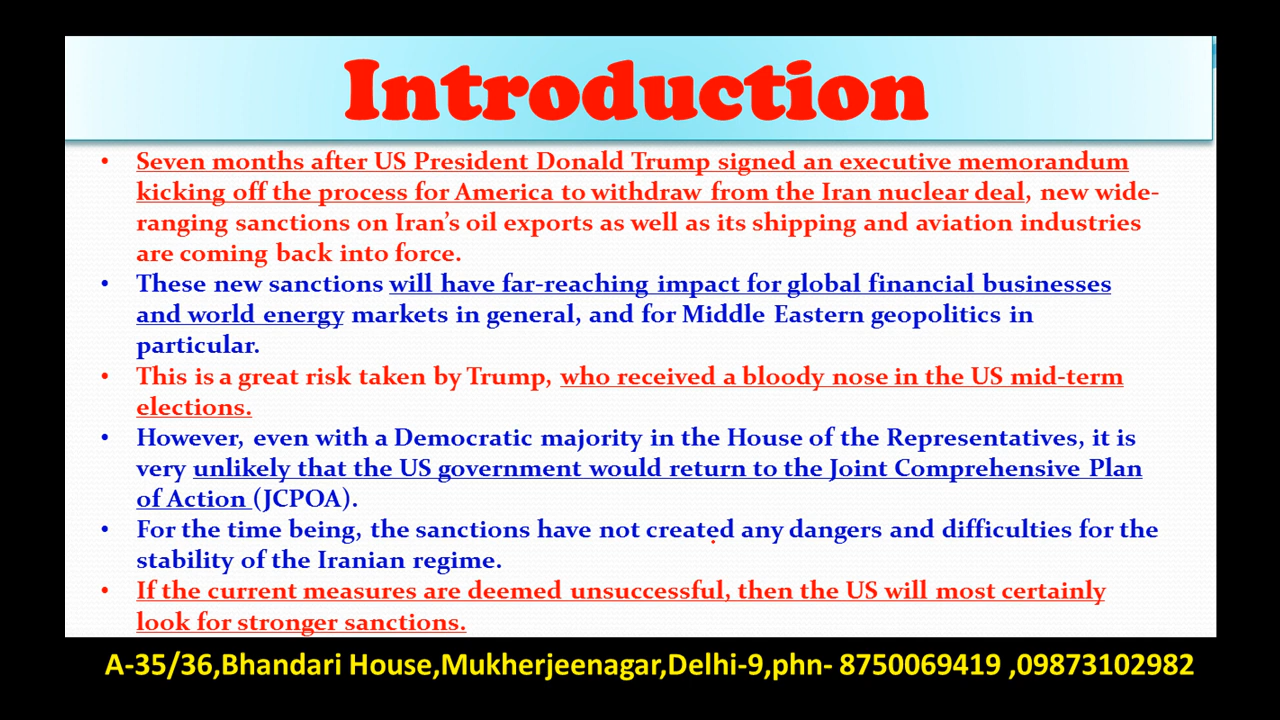 Introduction
• Seven months after US President Donald Trump signed an executive memorandum
kicking off the process for America to withdraw from the Iran nuclear deal, new wide-
ranging sanctions on Iran's oil exports as well as its shipping and aviation industries
are coming back into force.
• These new sanctions will have far-reaching impact for global financial businesses
and world energy markets in general, and for Middle Eastern geopolitics in
particular.
• This is a great risk taken by Trump, who received a bloody nose in the US mid-term
elections.
• However, even with a Democratic majority in the House of the Representatives, it is
very unlikely that the US government would return to the Joint Comprehensive Plan
of Action (JCPOA).
• For the time being, the sanctions have not created any dangers and difficulties for the
stability of the Iranian regime.
• If the current measures are deemed unsuccessful, then the US will most certainly
look for stronger sanctions.
A-35/36,Bhandari House,Mukherjeenagar,Delhi-9,phn- 8750069419 ,09873102982